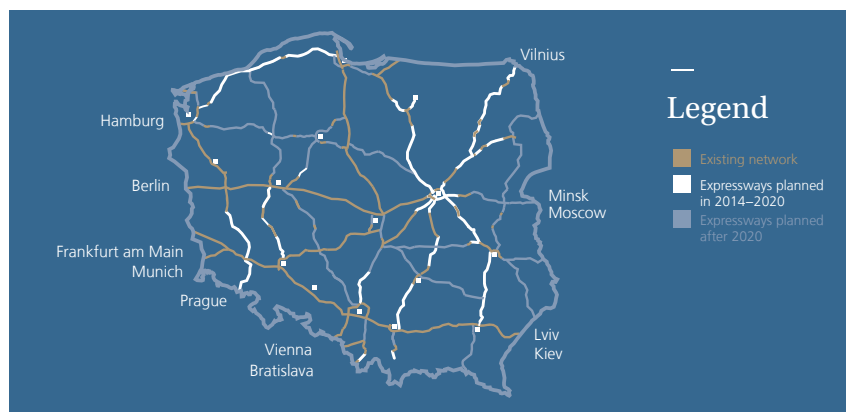 Vilnius
Legend
Hamburg
Existing network
Berlin
Expressways planned
in 2014–2020
Minsk
Moscow
Expressways planned
after 2020
Frankfurt am Main
Munich
Prague
Lviv
Kiev
Vienna
Bratislava